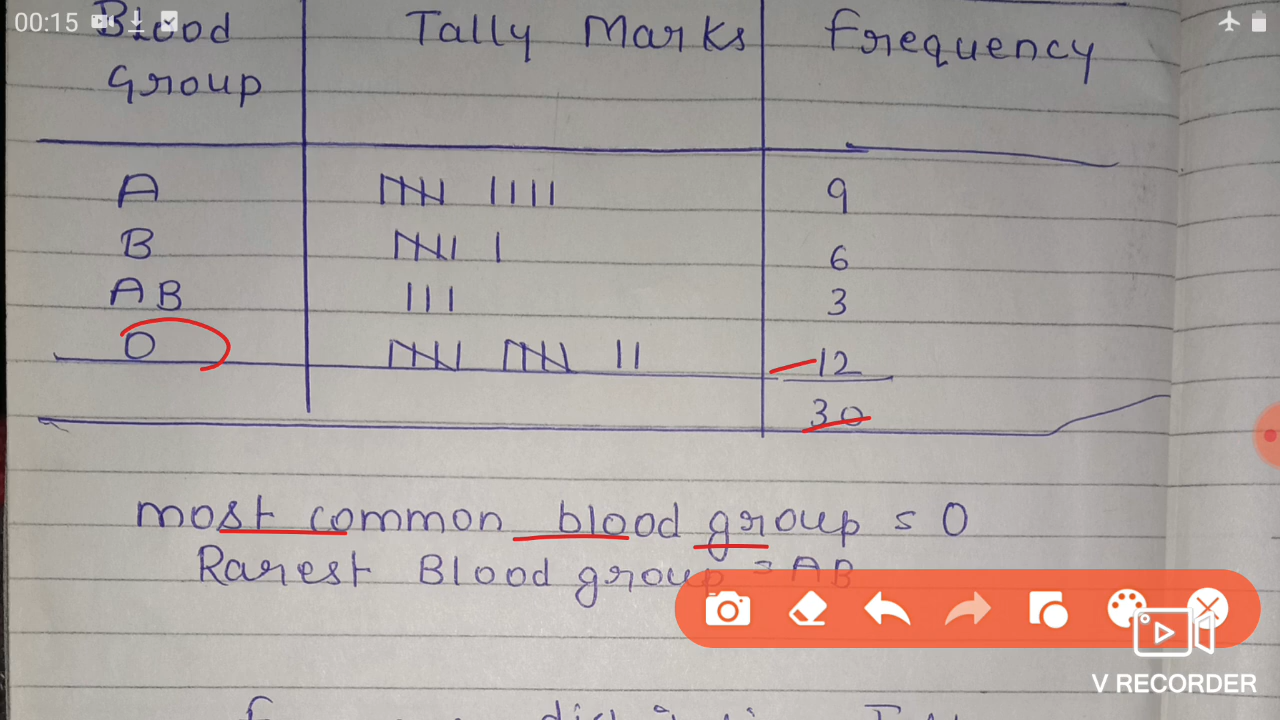 00:15
Blood Group Tally Marks Frequency
A 9
B 6
AB 3
O 12
30
most common blood group = O
Rarest Blood group = AB
V RECORDER